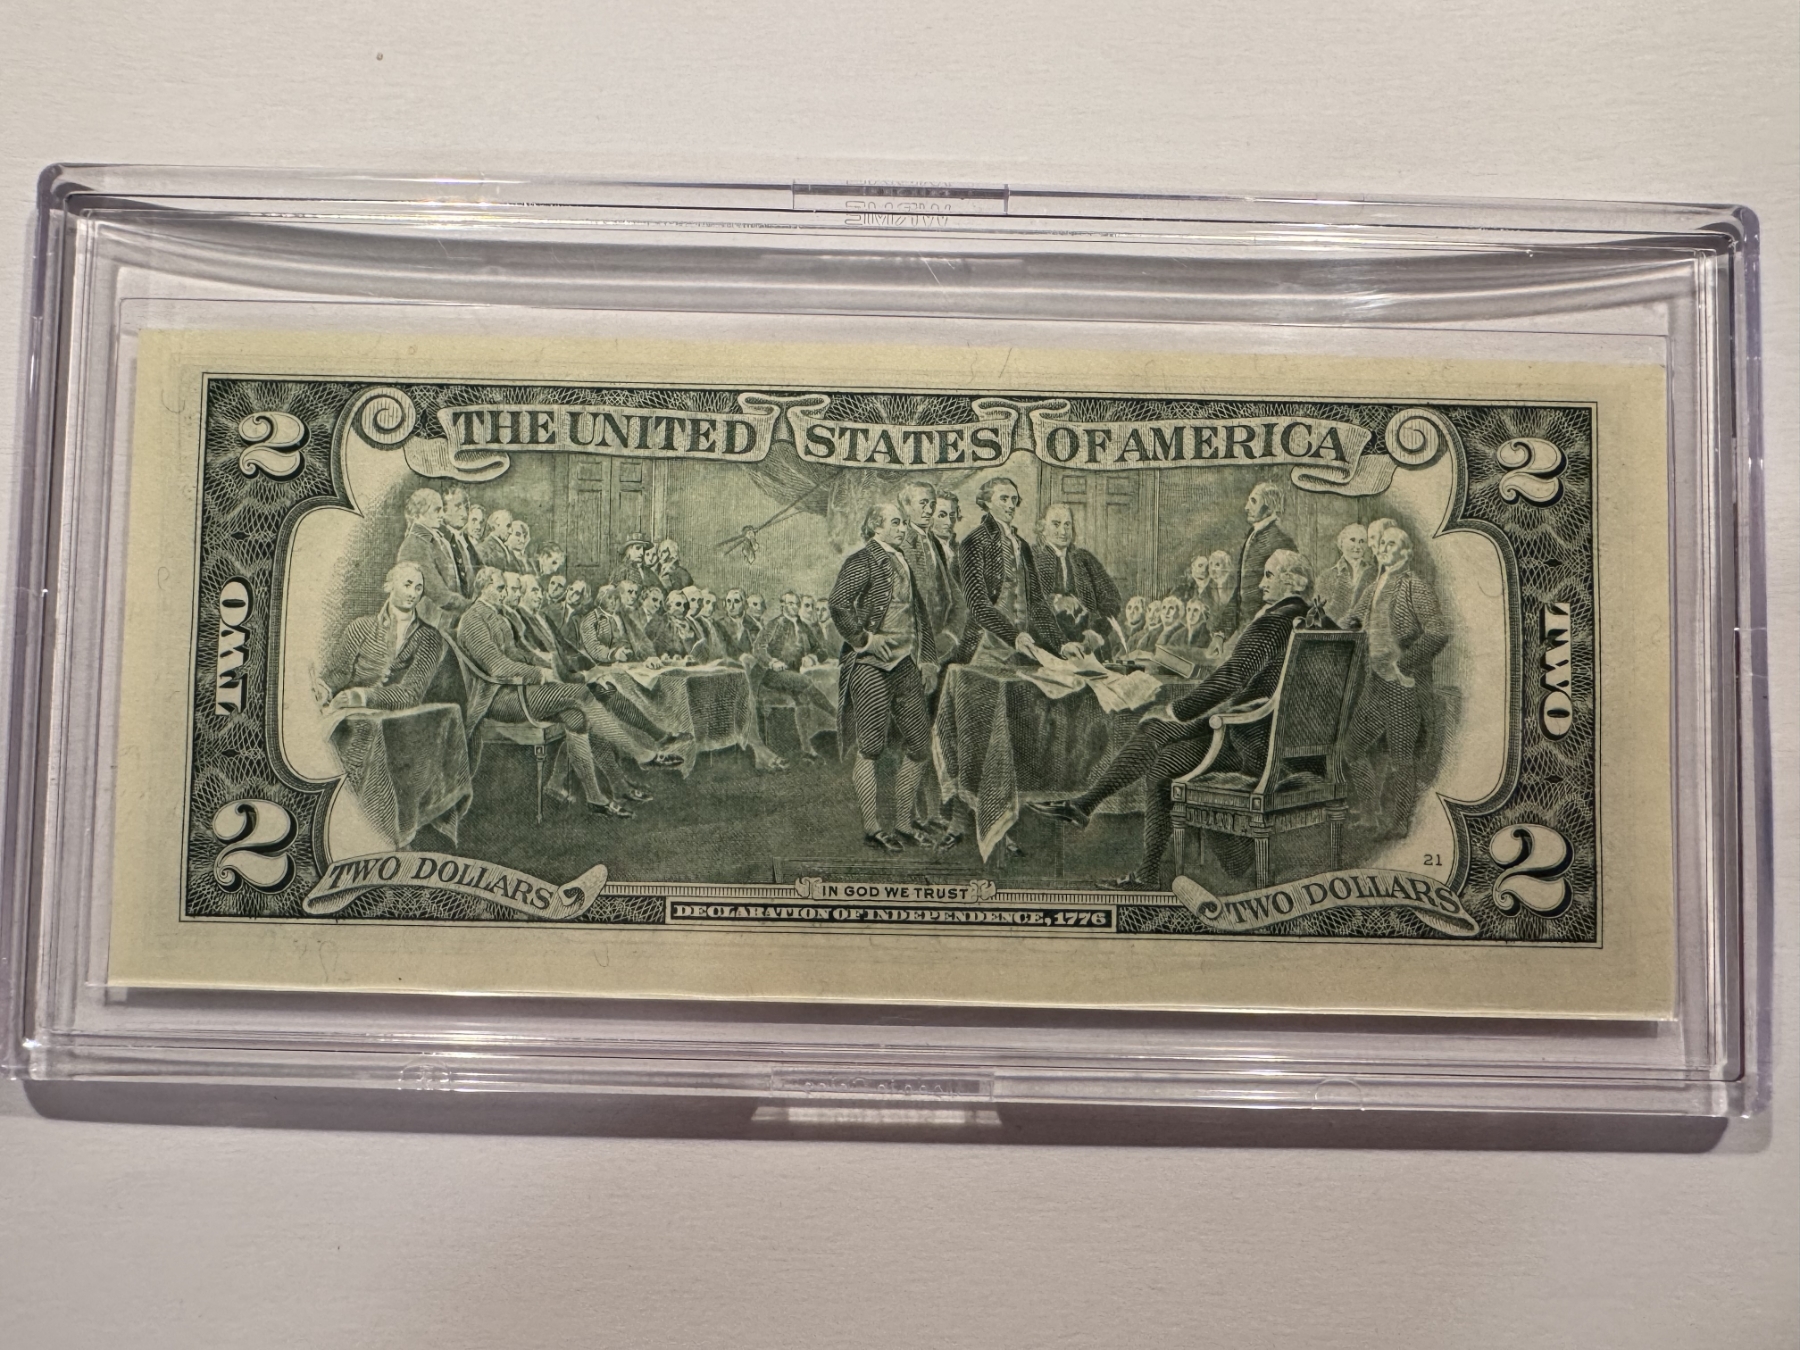 THE UNITED STATES OF AMERICA
2
2
TWO
TWO
2
2
21
TWO DOLLARS
IN GOD WE TRUST
TWO DOLLARS
DECLARATION OF INDEPENDENCE, 1776